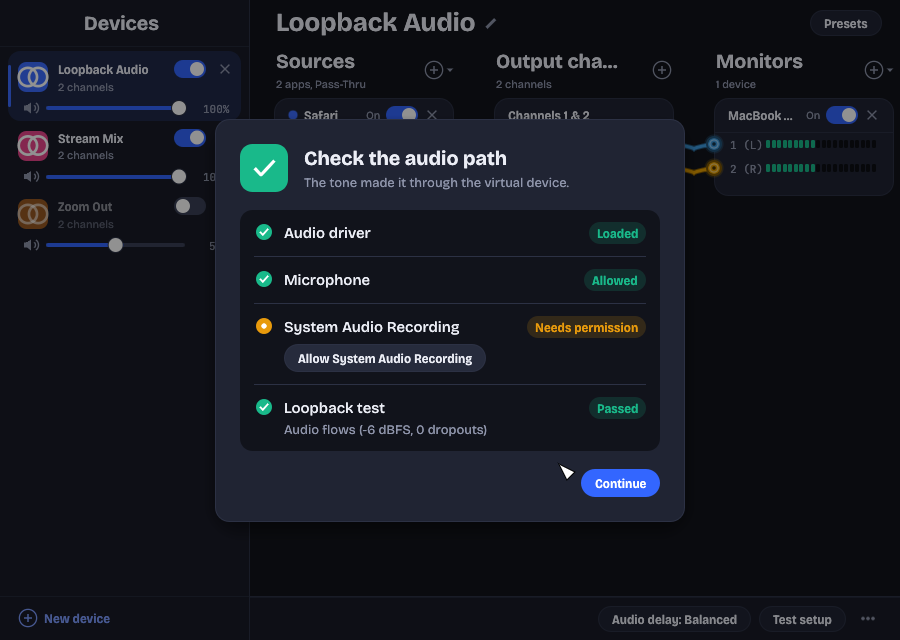 Devices
Loopback Audio
2 channels
100%
Stream Mix
2 channels
Zoom Out
2 channels
New device
Loopback Audio
Presets
Sources
2 apps, Pass-Thru
Output cha...
2 channels
Monitors
1 device
Safari
On
Channels 1 & 2
MacBook ...
On
1 (L)
2 (R)
Check the audio path
The tone made it through the virtual device.
Audio driver
Loaded
Microphone
Allowed
System Audio Recording
Needs permission
Allow System Audio Recording
Loopback test
Passed
Audio flows (-6 dBFS, 0 dropouts)
Continue
Audio delay: Balanced
Test setup